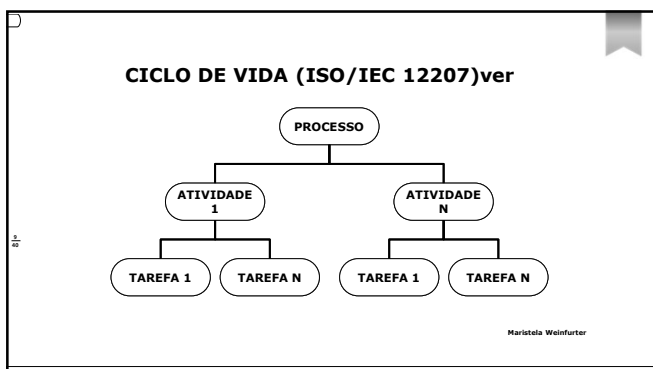 CICLO DE VIDA (ISO/IEC 12207)ver
PROCESSO
ATIVIDADE
1
ATIVIDADE
N
TAREFA 1
TAREFA N
TAREFA 1
TAREFA N
9
40
Maristela Weinfurter